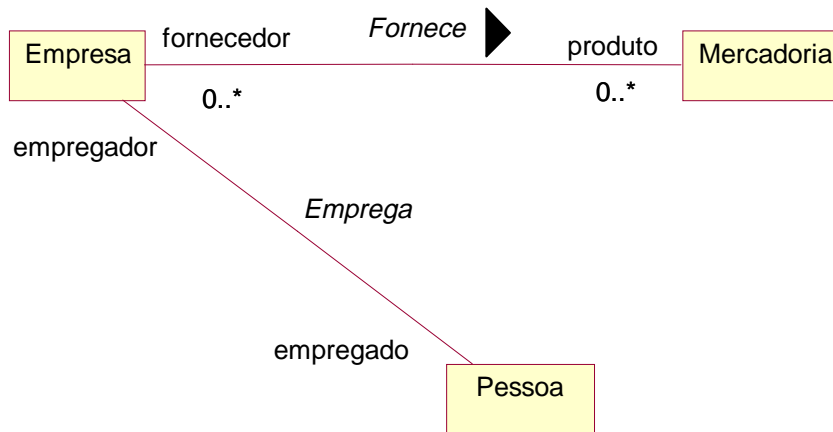 Empresa
fornecedor
Fornece
produto
Mercadoria
0..*
0..*
empregador
Emprega
empregado
Pessoa